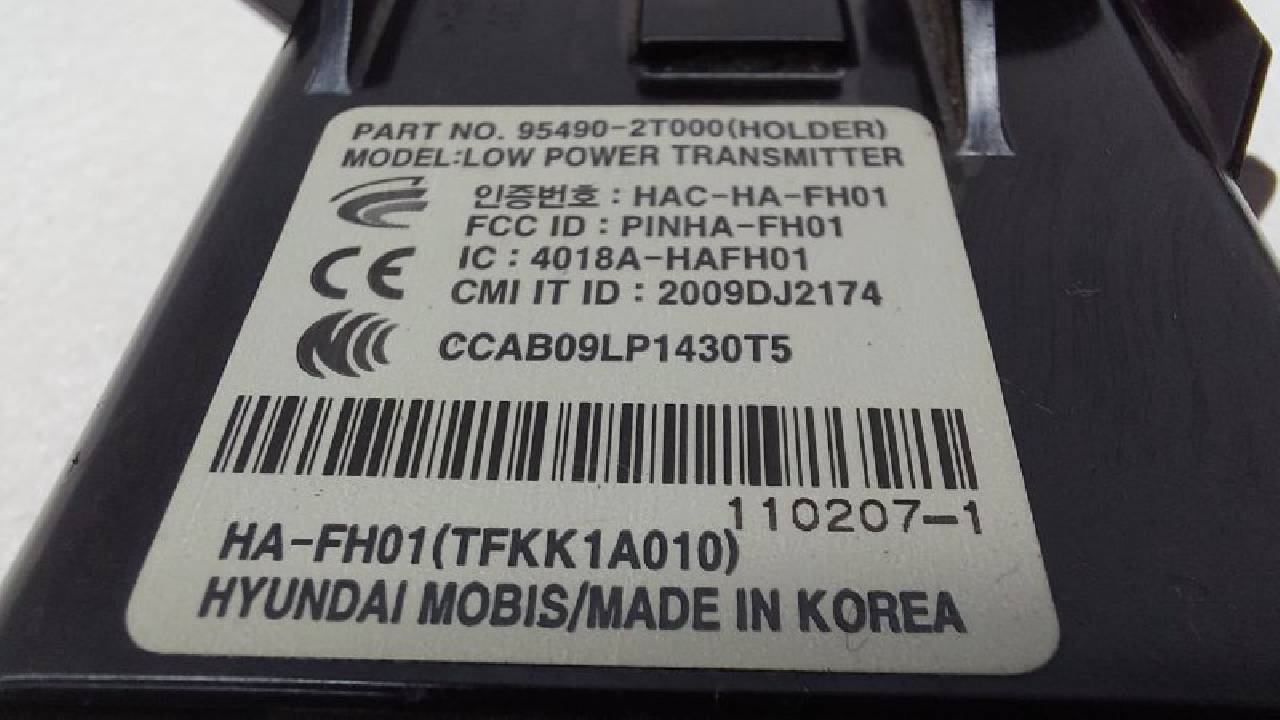 PART NO. 95490-2T000(HOLDER)
MODEL:LOW POWER TRANSMITTER
인증번호 : HAC-HA-FH01
FCC ID : PINHA-FH01
IC : 4018A-HAFH01
CE
CMI IT ID : 2009DJ2174
CCAB09LP1430T5
110207-1
HA-FH01(TFKK1A010)
HYUNDAI MOBIS/MADE IN KOREA